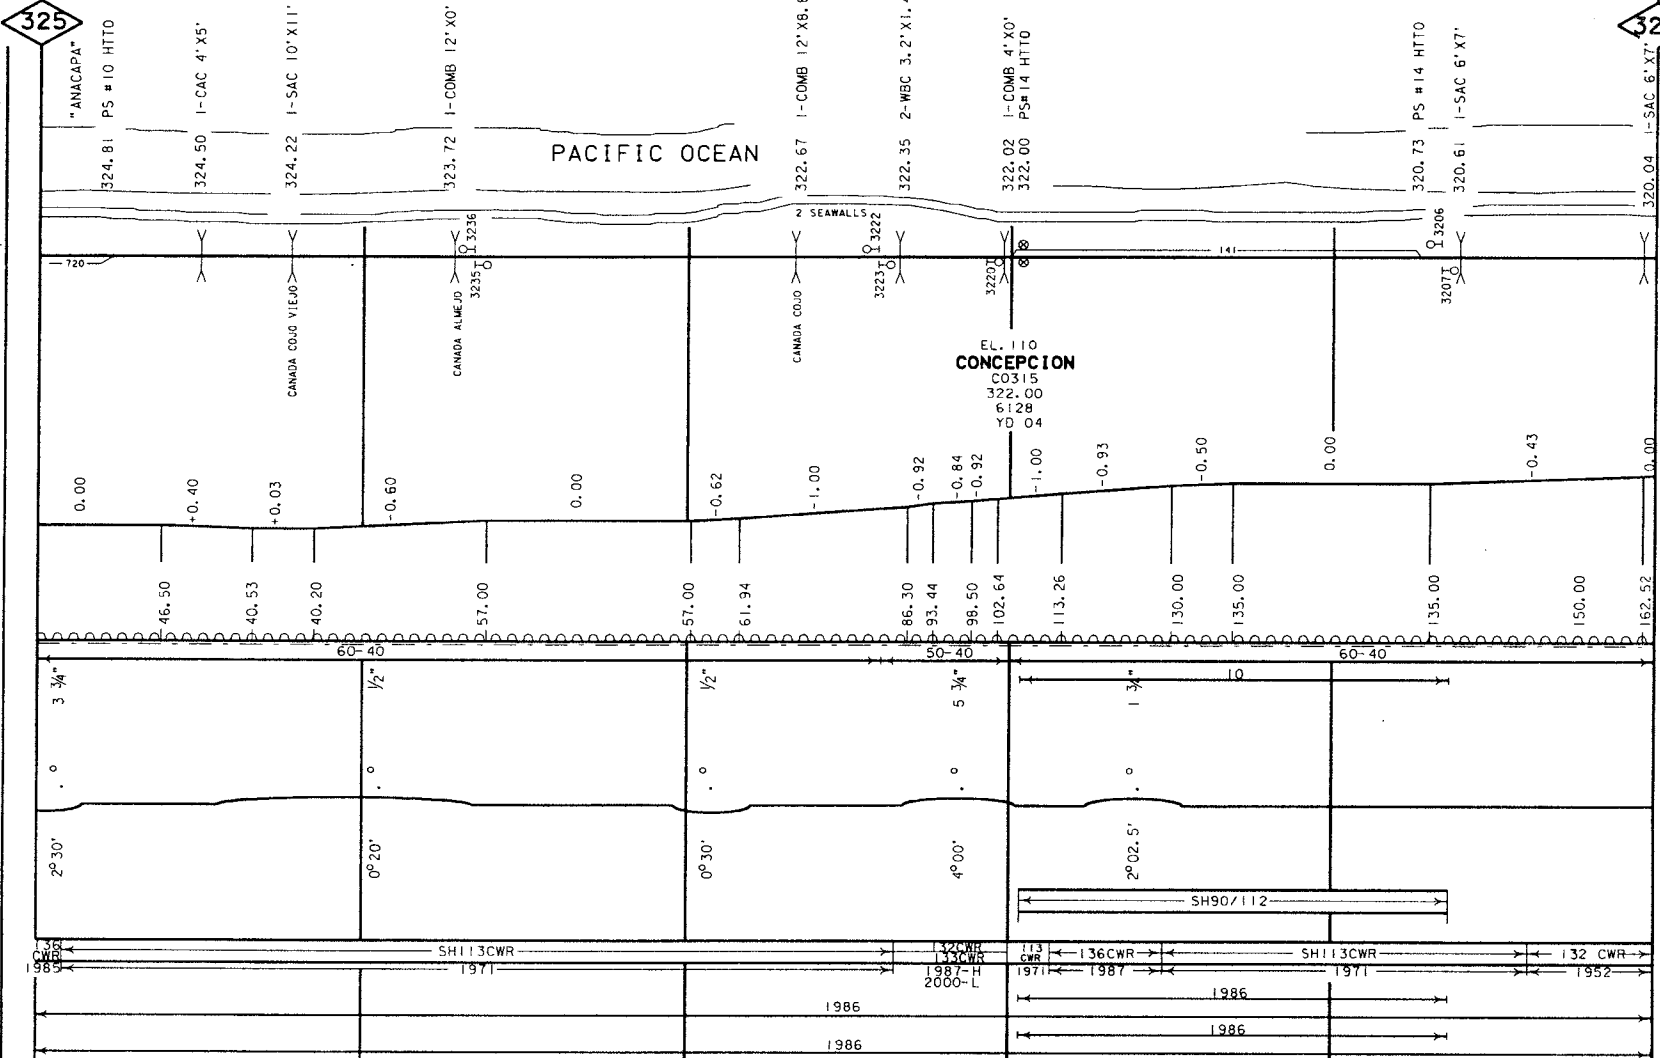 325
32
"ANACAPA"
324.81 PS #10 HTTO
324.50 1-CAC 4'X5'
324.22 1-SAC 10'X11'
323.72 1-COMB 12'X0'
322.67 1-COMB 12'X8.
322.35 2-WBC 3.2'X1.
322.02 1-COMB 4'X0'
322.00 PS#14 HTTO
320.73 PS #14 HTTO
320.61 1-SAC 6'X7'
320.04 1-SAC 6'X7'
PACIFIC OCEAN
2 SEAWALLS
720
CANADA COJO VIEJO
CANADA ALMEJO
3236
3235
CANADA COJO
3222
3223
3220
141
3206
3207
EL. 110
CONCEPCION
CO315
322.00
6128
YD 04
0.00
+0.40
+0.03
-0.60
0.00
-0.62
-1.00
-0.92
-0.84
-0.92
-1.00
-0.93
-0.50
0.00
-0.43
0.00
46.50
40.53
40.20
57.00
57.00
61.94
86.30
93.44
98.50
102.64
113.26
130.00
135.00
135.00
150.00
162.52
60-40
50-40
60-40
3 3/4"
1/2"
1/2"
5 3/4"
1 3/4"
10
2°30'
0°20'
0°30'
4°00'
2°02.5'
SH90/112
136 CWR
SH113CWR
132CWR
133CWR
113 CWR
136CWR
SH113CWR
132 CWR
1985
1971
1987-H
2000-L
1971
1987
1971
1952
1986
1986
1986
1986